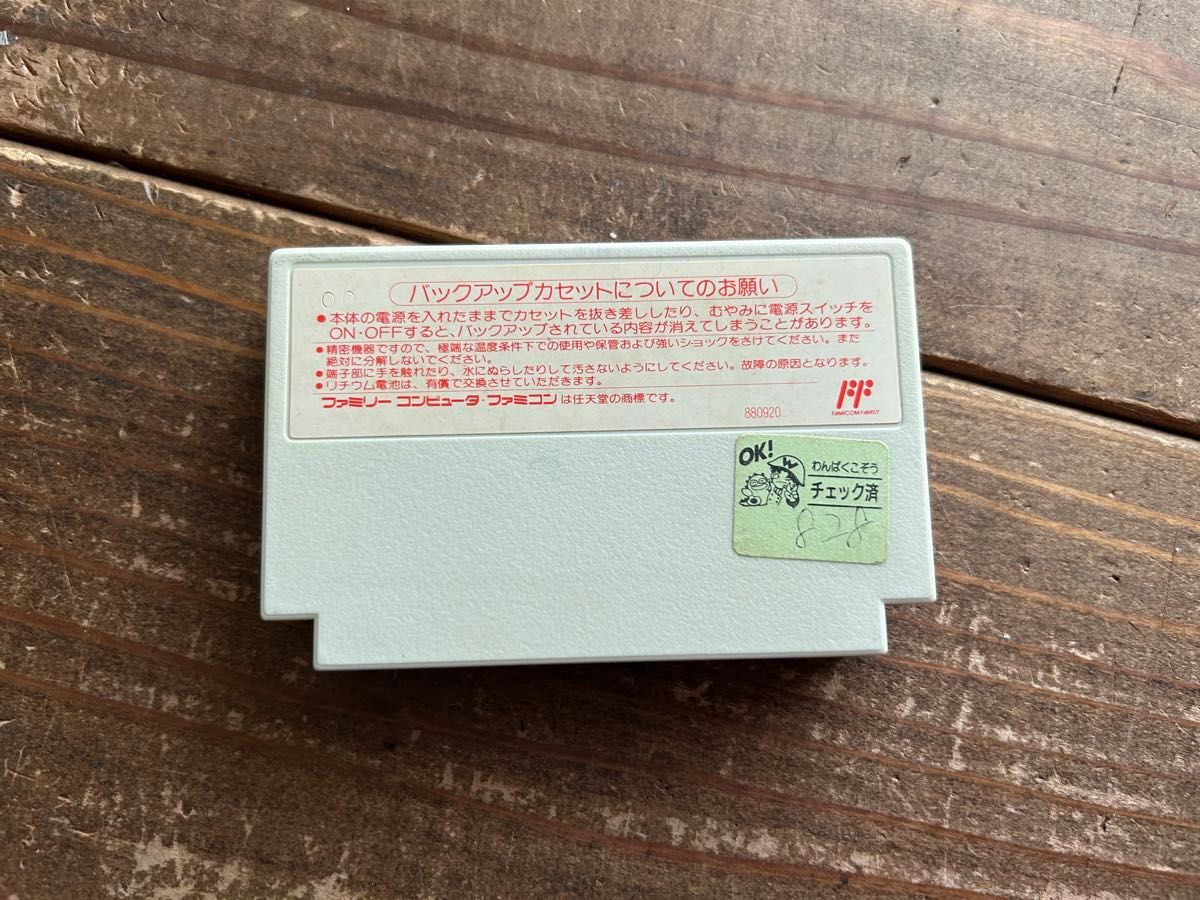 バックアップカセットについてのお願い
●本体の電源を入れたままでカセットを抜き差ししたり、むやみに電源スイッチを
ON・OFFすると、バックアップされている内容が消えてしまうことがあります。
●精密機器ですので、極端な温度条件下での使用や保管および強いショックをさけてください。また
絶対に分解しないでください。
●端子部に手を触れたり、水にぬらしたりして汚さないようにしてください。故障の原因となります。
●リチウム電池は、有償で交換させていただきます。
ファミリー コンピュータ・ファミコンは任天堂の商標です。
880920
FF
FAMICOM FAMILY
OK!
わんぱくこぞう
チェック済
828